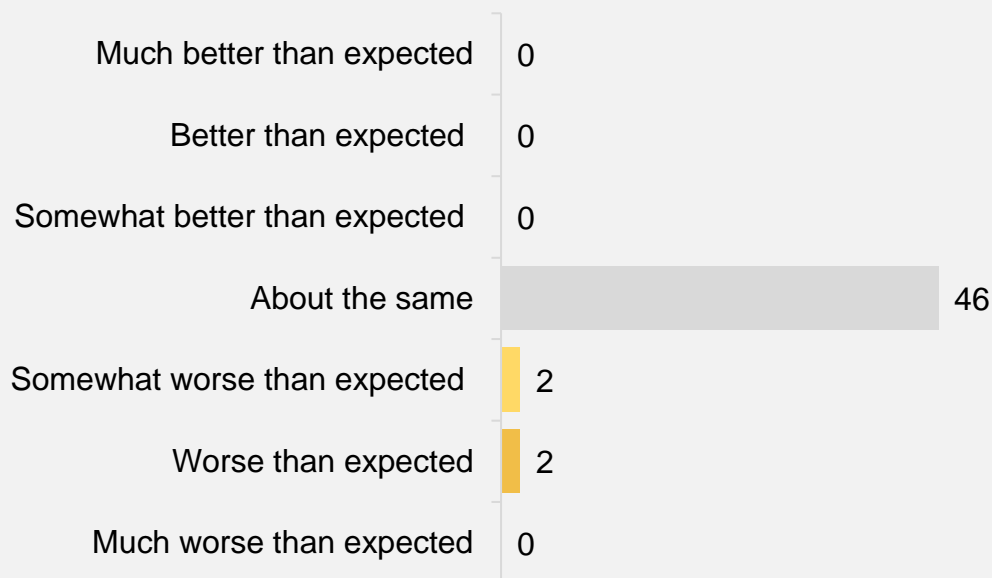 Much better than expected 0
Better than expected 0
Somewhat better than expected 0
About the same 46
Somewhat worse than expected 2
Worse than expected 2
Much worse than expected 0